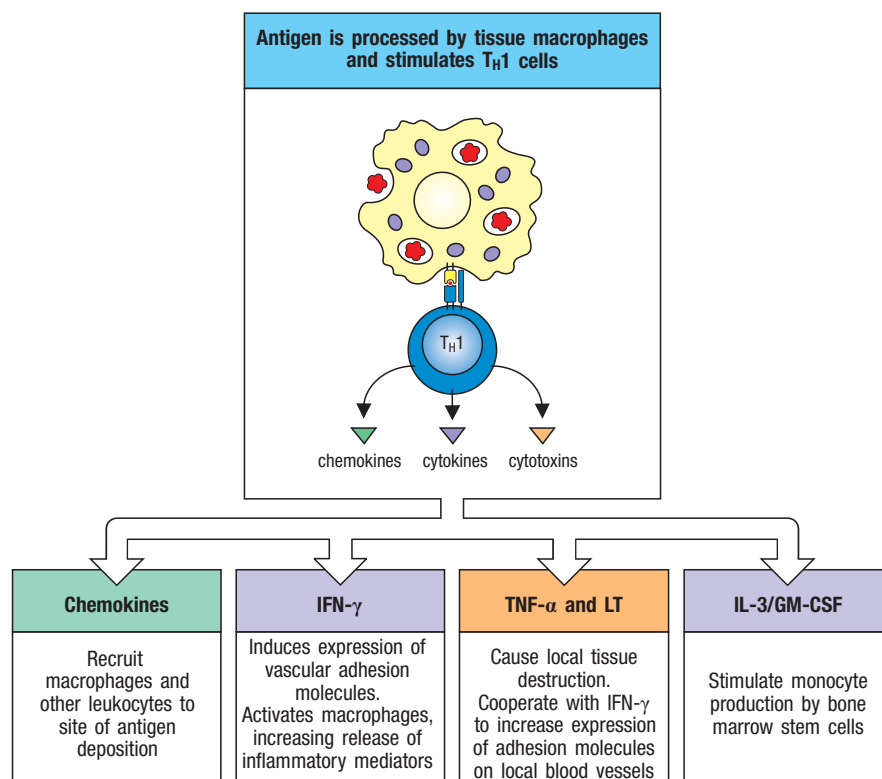 Antigen is processed by tissue macrophages
and stimulates TH1 cells
TH1
chemokines
cytokines
cytotoxins
Chemokines
Recruit
macrophages and
other leukocytes to
site of antigen
deposition
IFN-γ
Induces expression of
vascular adhesion
molecules.
Activates macrophages,
increasing release of
inflammatory mediators
TNF-α and LT
Cause local tissue
destruction.
Cooperate with IFN-γ
to increase expression
of adhesion molecules
on local blood vessels
IL-3/GM-CSF
Stimulate monocyte
production by bone
marrow stem cells